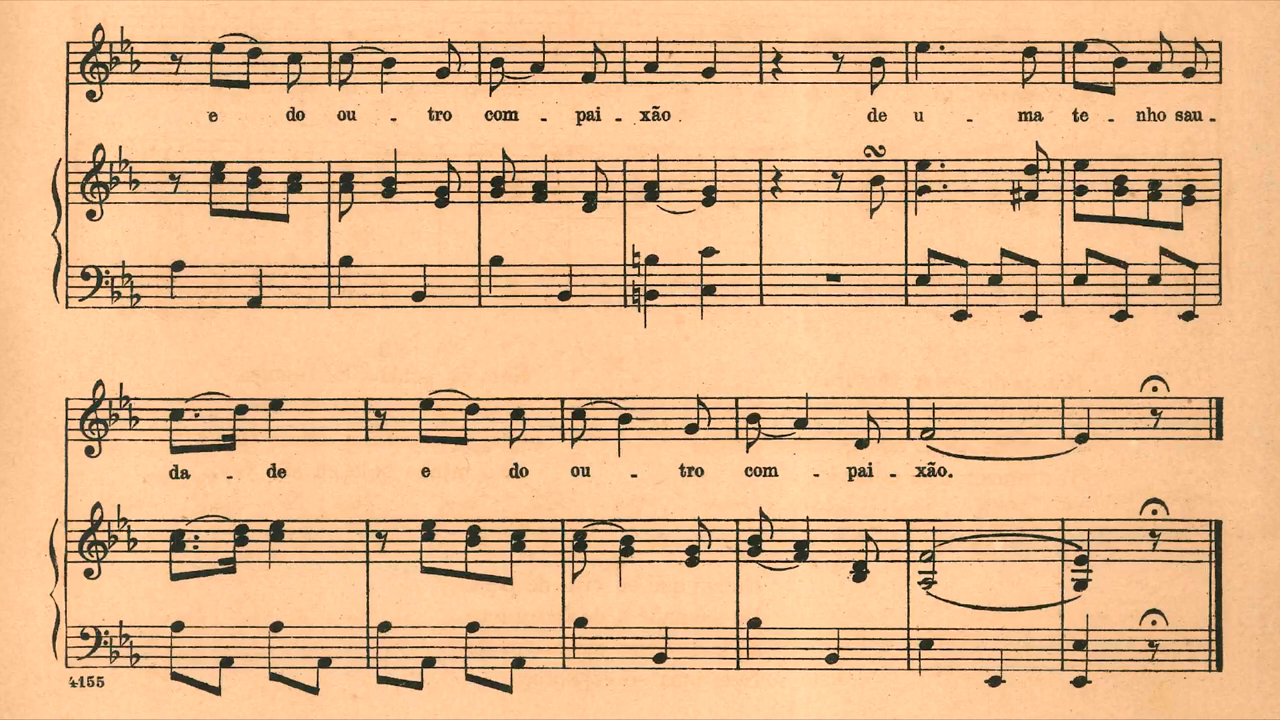 e do ou - tro com - pai - xão de u - ma te - nho sau -
da - de e do ou - tro com - pai - xão.
4155